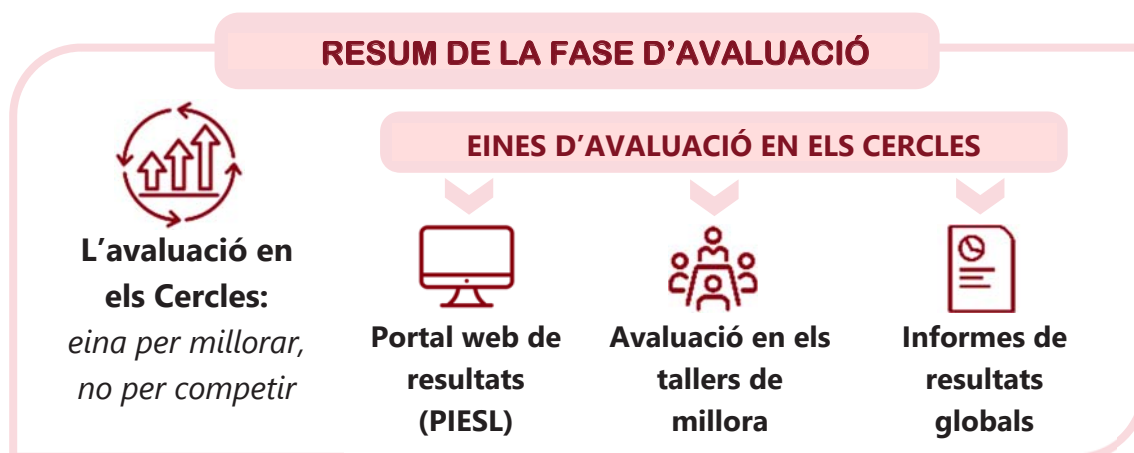 RESUM DE LA FASE D’AVALUACIÓ
EINES D’AVALUACIÓ EN ELS CERCLES
L’avaluació en
els Cercles:
eina per millorar,
no per competir
Portal web de
resultats
(PIESL)
Avaluació en els
tallers de
millora
Informes de
resultats
globals